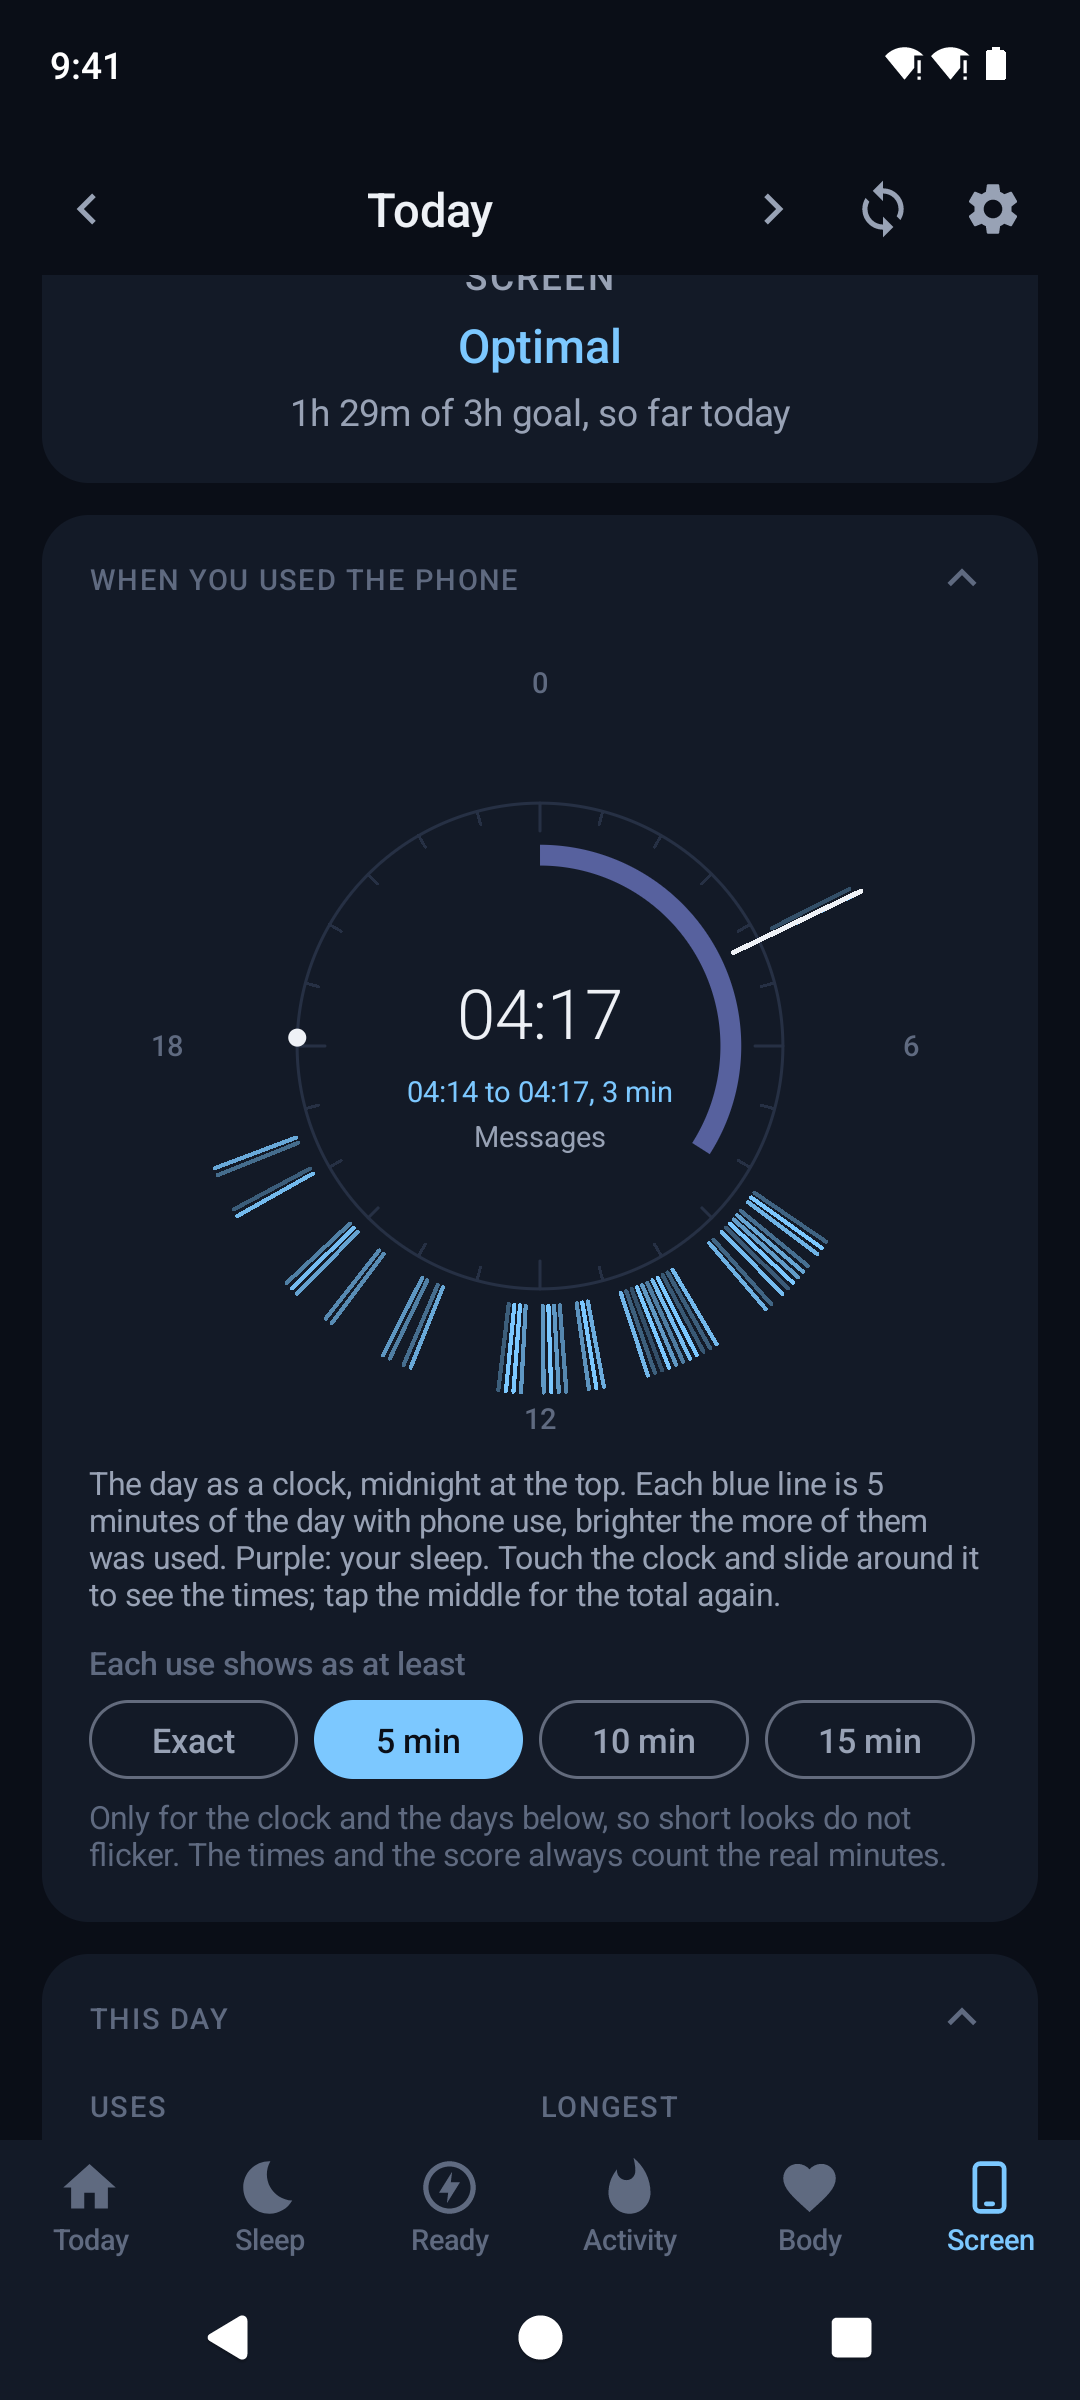 9:41
Today
SCREEN
Optimal
1h 29m of 3h goal, so far today
WHEN YOU USED THE PHONE
0
04:17
18
6
04:14 to 04:17, 3 min
Messages
12
The day as a clock, midnight at the top. Each blue line is 5
minutes of the day with phone use, brighter the more of them
was used. Purple: your sleep. Touch the clock and slide around it
to see the times; tap the middle for the total again.
Each use shows as at least
Exact
5 min
10 min
15 min
Only for the clock and the days below, so short looks do not
flicker. The times and the score always count the real minutes.
THIS DAY
USES
LONGEST
Today
Sleep
Ready
Activity
Body
Screen